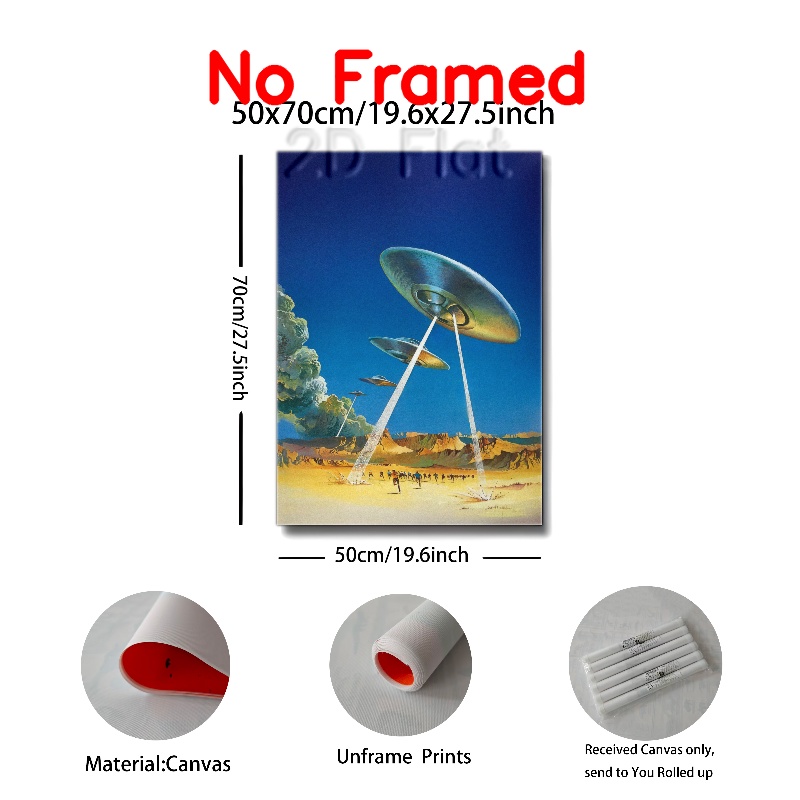 No Framed
50x70cm/19.6x27.5inch
2D Flat
70cm/27.5inch
50cm/19.6inch
Material:Canvas
Unframe Prints
Received Canvas only,
send to You Rolled up